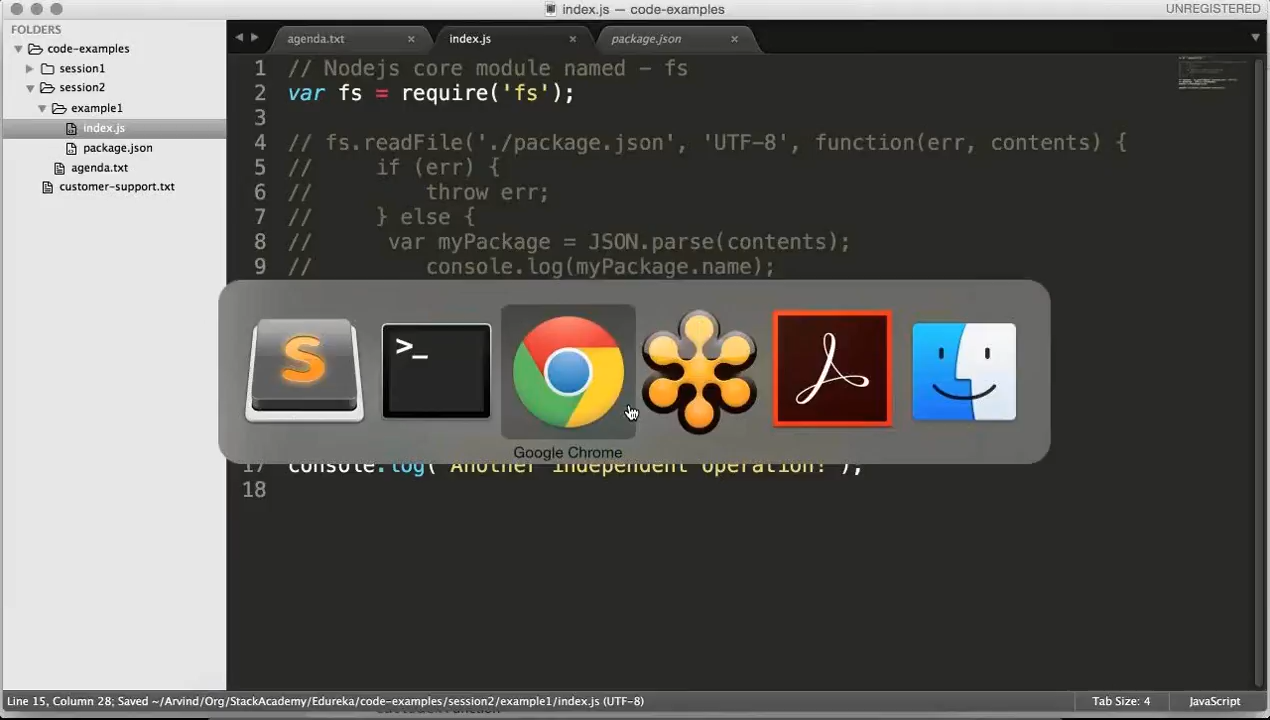 index.js — code-examples
UNREGISTERED
FOLDERS
code-examples
session1
session2
example1
index.js
package.json
agenda.txt
customer-support.txt
agenda.txt
index.js
package.json
1 // Nodejs core module named - fs
2 var fs = require('fs');
3
4 // fs.readFile('./package.json', 'UTF-8', function(err, contents) {
5 // if (err) {
6 // throw err;
7 // } else {
8 // var myPackage = JSON.parse(contents);
9 // console.log(myPackage.name);
>_
Google Chrome
17 console.log("Another independent operation!");
18
Line 15, Column 28; Saved ~/Arvind/Org/StackAcademy/Edureka/code-examples/session2/example1/index.js (UTF-8)
Tab Size: 4
JavaScript